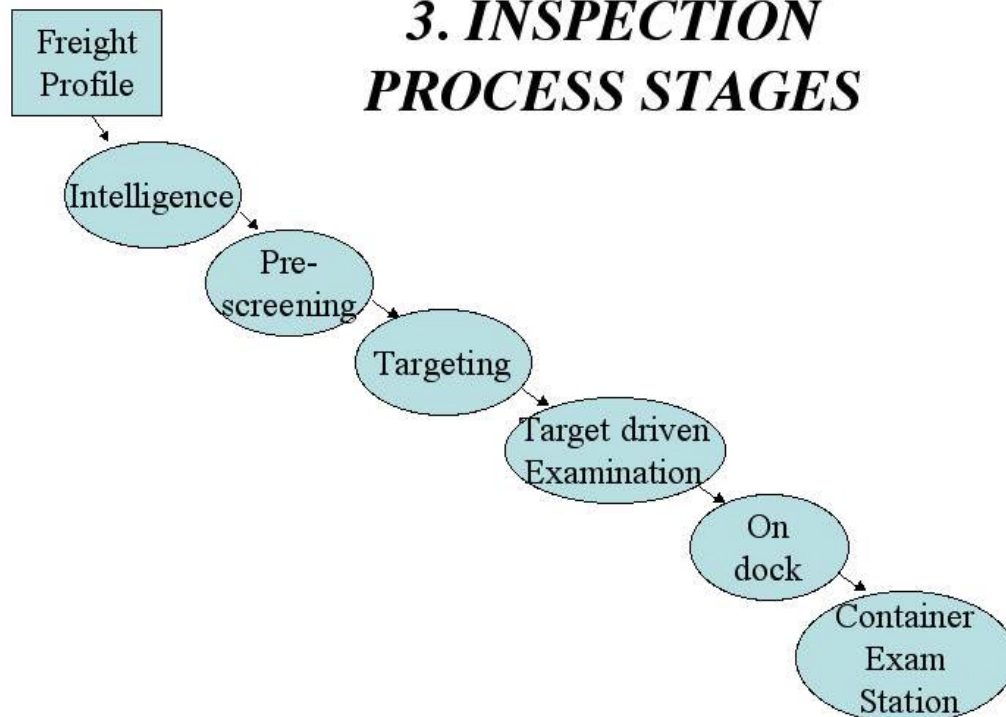 3. INSPECTION
PROCESS STAGES
Freight
Profile
Intelligence
Pre-
screening
Targeting
Target driven
Examination
On
dock
Container
Exam
Station